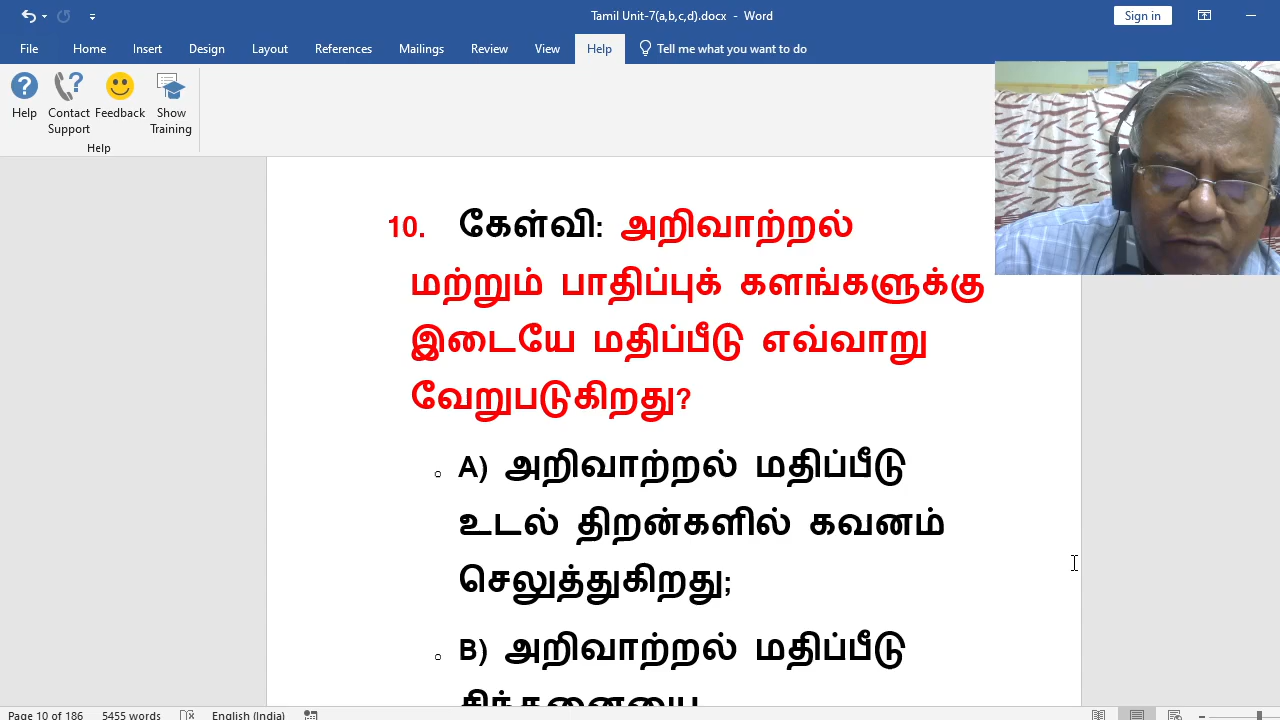 Tamil Unit-7(a,b,c,d).docx - Word
Sign in
File Home Insert Design Layout References Mailings Review View Help Tell me what you want to do
Help Contact Support Feedback Show Training
Help
10. கேள்வி: அறிவாற்றல்
மற்றும் பாதிப்புக் களங்களுக்கு
இடையே மதிப்பீடு எவ்வாறு
வேறுபடுகிறது?
A) அறிவாற்றல் மதிப்பீடு
உடல் திறன்களில் கவனம்
செலுத்துகிறது;
B) அறிவாற்றல் மதிப்பீடு
சிந்தனையை
Page 10 of 186 5455 words English (India)